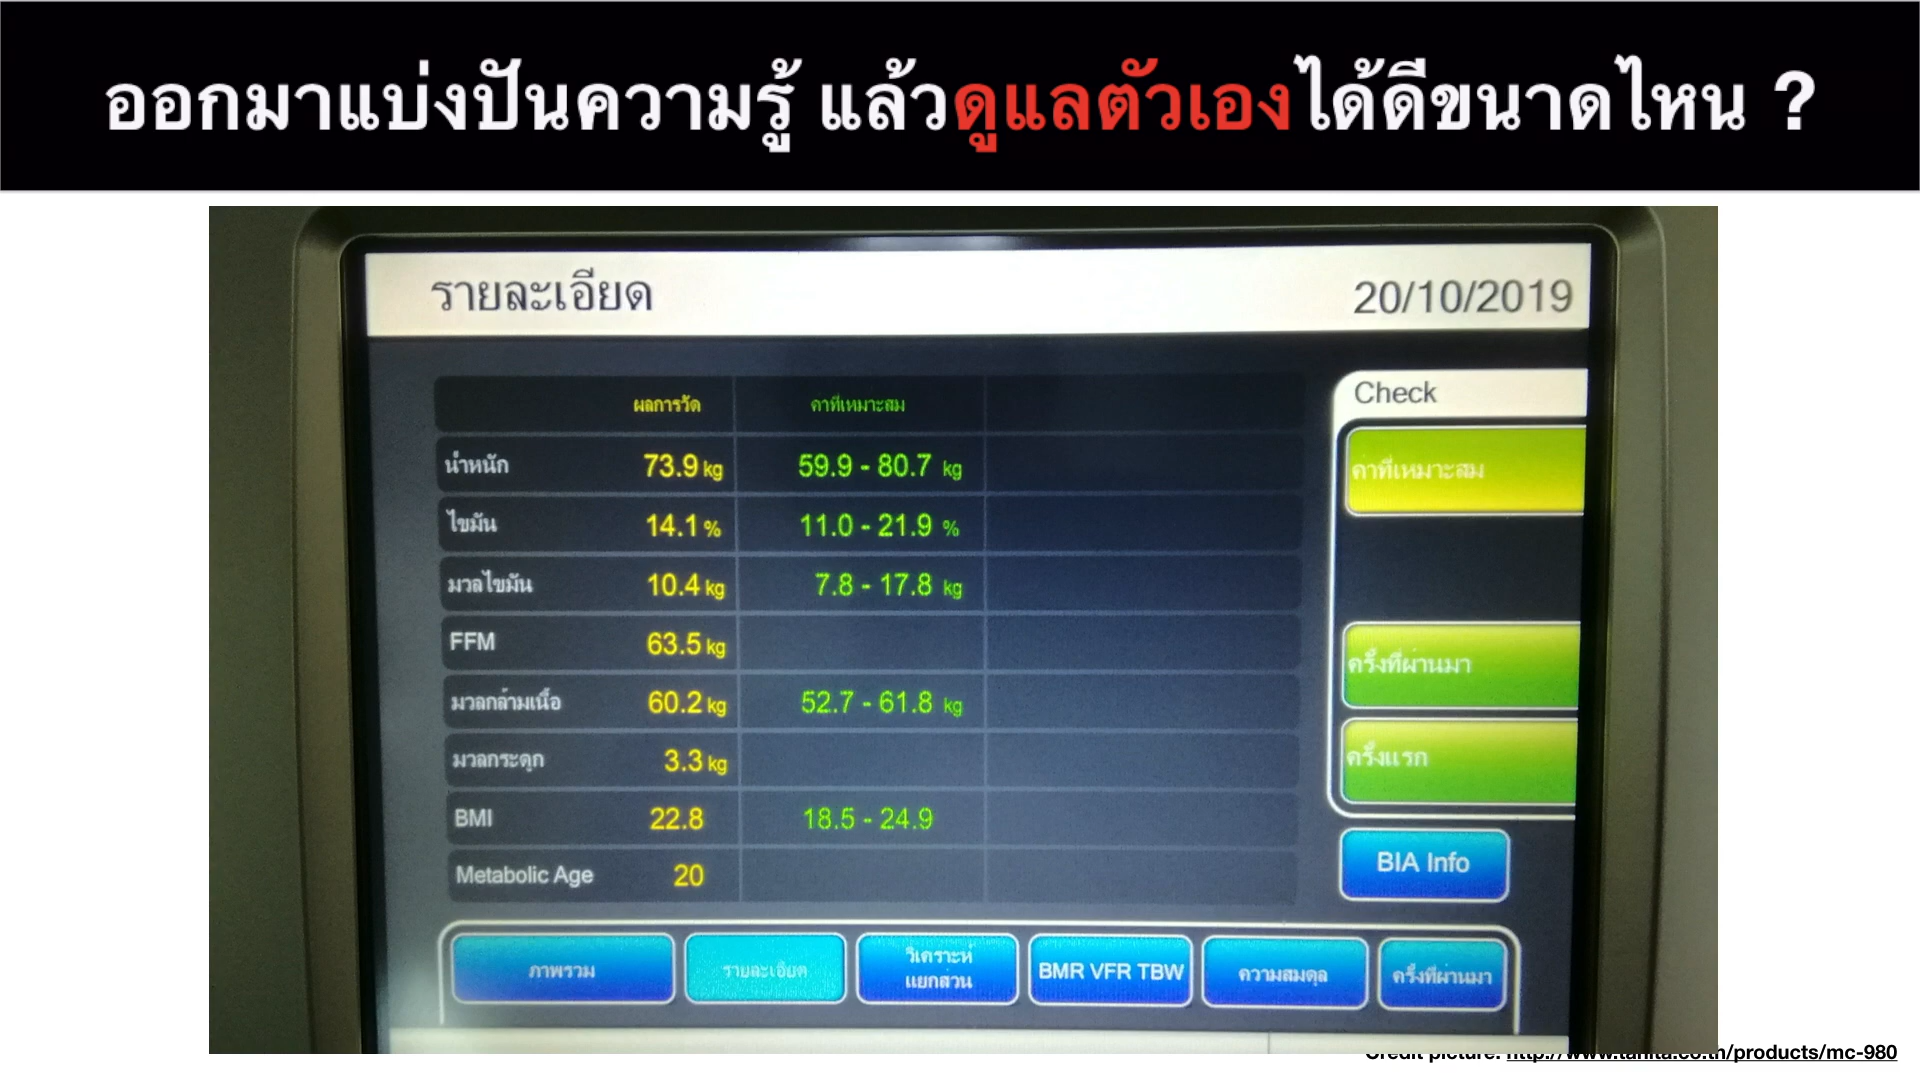 ออกมาแบ่งปันความรู้ แล้วดูแลตัวเองได้ดีขนาดไหน ?
รายละเอียด 20/10/2019
ผลการวัด ค่าที่เหมาะสม
น้ำหนัก 73.9 kg 59.9 - 80.7 kg
ไขมัน 14.1 % 11.0 - 21.9 %
มวลไขมัน 10.4 kg 7.8 - 17.8 kg
FFM 63.5 kg
มวลกล้ามเนื้อ 60.2 kg 52.7 - 61.8 kg
มวลกระดูก 3.3 kg
BMI 22.8 18.5 - 24.9
Metabolic Age 20
Check
ค่าที่เหมาะสม
ครั้งที่ผ่านมา
ครั้งแรก
BIA Info
ภาพรวม
รายละเอียด
วิเคราะห์
แยกส่วน
BMR VFR TBW
ความสมดุล
ครั้งที่ผ่านมา
Credit picture: http://www.tanita.co.th/products/mc-980